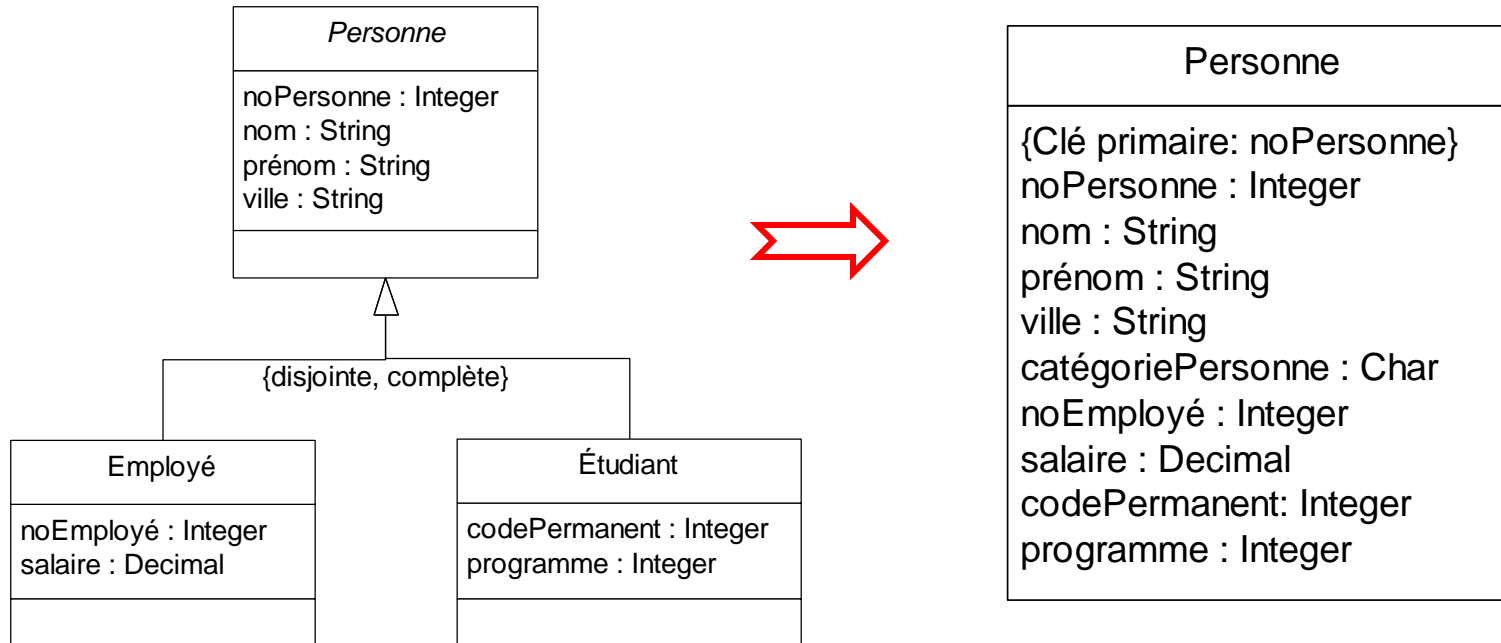 Personne
noPersonne : Integer
nom : String
prénom : String
ville : String
{disjointe, complète}
Employé
noEmployé : Integer
salaire : Decimal
Étudiant
codePermanent : Integer
programme : Integer
Personne
{Clé primaire: noPersonne}
noPersonne : Integer
nom : String
prénom : String
ville : String
catégoriePersonne : Char
noEmployé : Integer
salaire : Decimal
codePermanent: Integer
programme : Integer